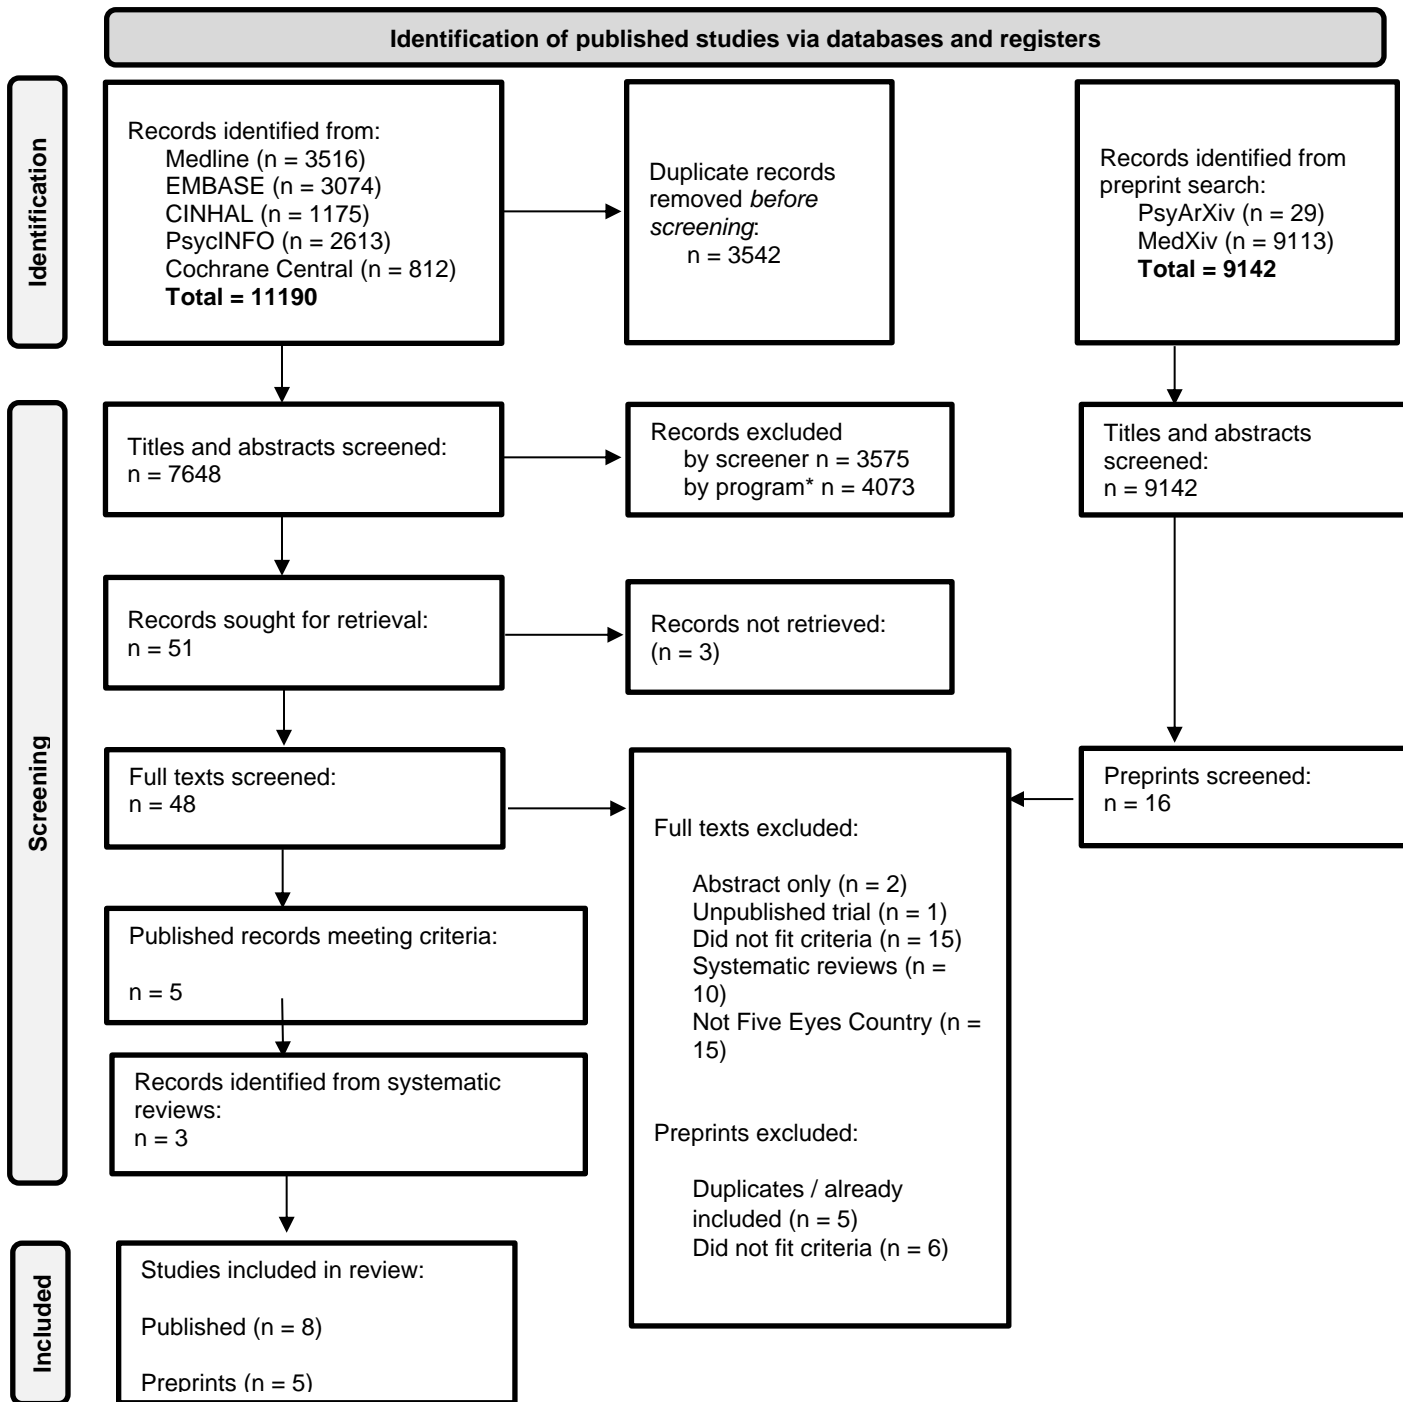 Identification of published studies via databases and registers
Identification
Records identified from:
Medline (n = 3516)
EMBASE (n = 3074)
CINHAL (n = 1175)
PsycINFO (n = 2613)
Cochrane Central (n = 812)
Total = 11190
Duplicate records
removed before
screening:
n = 3542
Records identified from
preprint search:
PsyArXiv (n = 29)
MedXiv (n = 9113)
Total = 9142
Screening
Titles and abstracts screened:
n = 7648
Records excluded
by screener n = 3575
by program* n = 4073
Titles and abstracts
screened:
n = 9142
Records sought for retrieval:
n = 51
Records not retrieved:
(n = 3)
Full texts screened:
n = 48
Full texts excluded:
Abstract only (n = 2)
Unpublished trial (n = 1)
Did not fit criteria (n = 15)
Systematic reviews (n =
10)
Not Five Eyes Country (n =
15)
Preprints excluded:
Duplicates / already
included (n = 5)
Did not fit criteria (n = 6)
Preprints screened:
n = 16
Published records meeting criteria:
n = 5
Records identified from systematic
reviews:
n = 3
Included
Studies included in review:
Published (n = 8)
Preprints (n = 5)